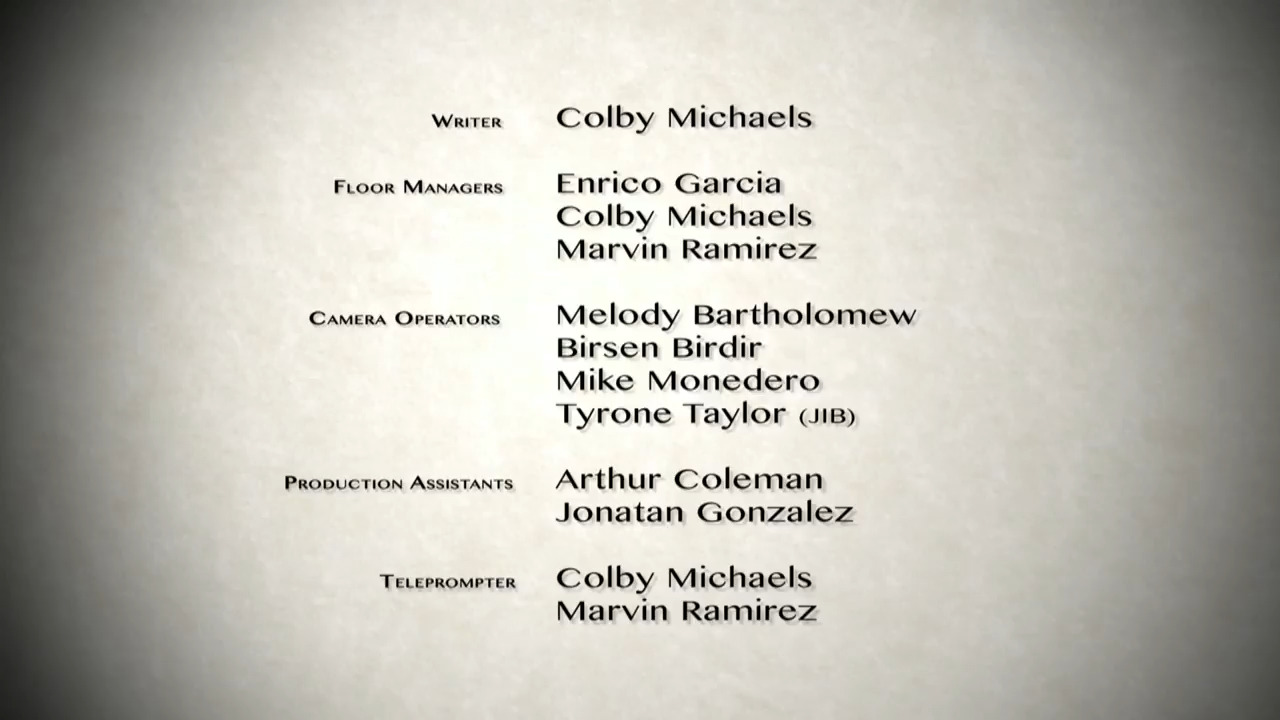 WRITER Colby Michaels
FLOOR MANAGERS Enrico Garcia
Colby Michaels
Marvin Ramirez
CAMERA OPERATORS Melody Bartholomew
Birsen Birdir
Mike Monedero
Tyrone Taylor (JIB)
PRODUCTION ASSISTANTS Arthur Coleman
Jonatan Gonzalez
TELEPROMPTER Colby Michaels
Marvin Ramirez